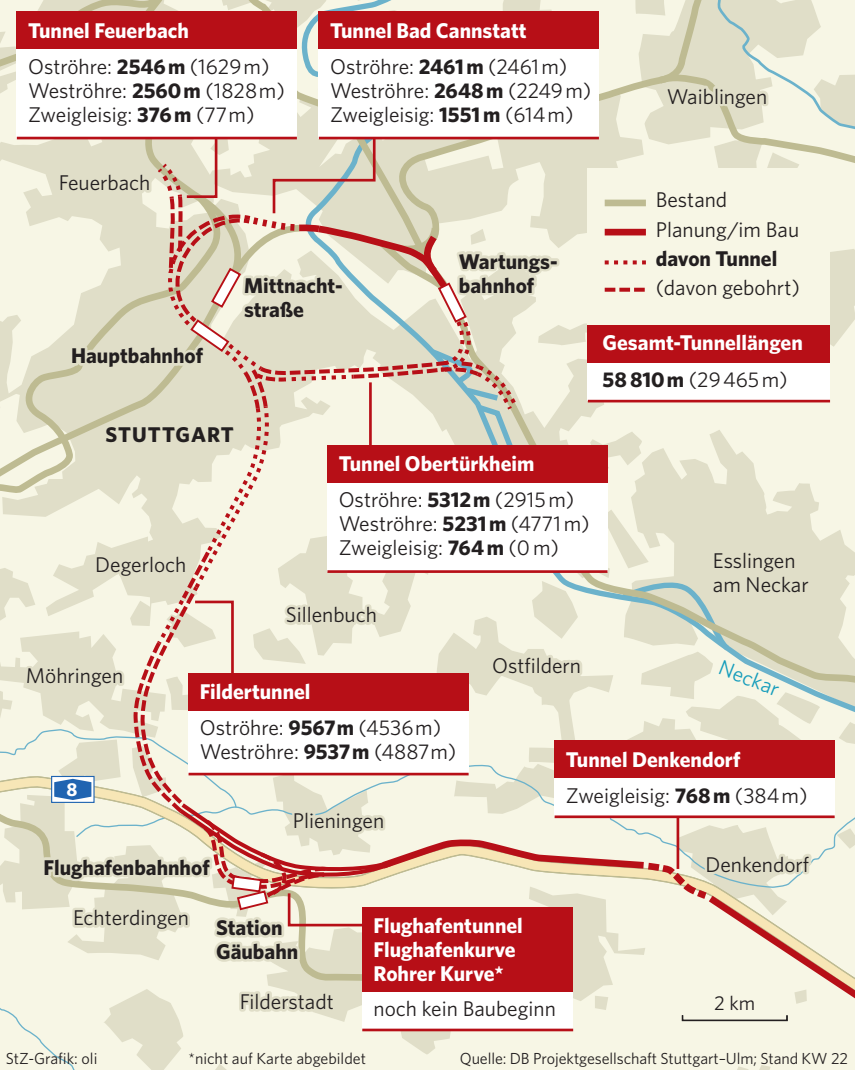 Tunnel Feuerbach
Oströhre: 2546 m (1629 m)
Weströhre: 2560 m (1828 m)
Zweigleisig: 376 m (77 m)
Tunnel Bad Cannstatt
Oströhre: 2461 m (2461 m)
Weströhre: 2648 m (2249 m)
Zweigleisig: 1551 m (614 m)
Waiblingen
Feuerbach
Bestand
Planung/im Bau
davon Tunnel
(davon gebohrt)
Wartungs-
bahnhof
Mittnacht-
straße
Hauptbahnhof
Gesamt-Tunnellängen
58 810 m (29 465 m)
STUTTGART
Tunnel Obertürkheim
Oströhre: 5312 m (2915 m)
Weströhre: 5231 m (4771 m)
Zweigleisig: 764 m (0 m)
Degerloch
Esslingen
am Neckar
Sillenbuch
Ostfildern
Möhringen
Neckar
Fildertunnel
Oströhre: 9567 m (4536 m)
Weströhre: 9537 m (4887 m)
Tunnel Denkendorf
Zweigleisig: 768 m (384 m)
8
Plieningen
Flughafenbahnhof
Denkendorf
Echterdingen
Station
Gäubahn
Flughafentunnel
Flughafenkurve
Rohrer Kurve*
noch kein Baubeginn
Filderstadt
2 km
StZ-Grafik: oli
*nicht auf Karte abgebildet
Quelle: DB Projektgesellschaft Stuttgart–Ulm; Stand KW 22